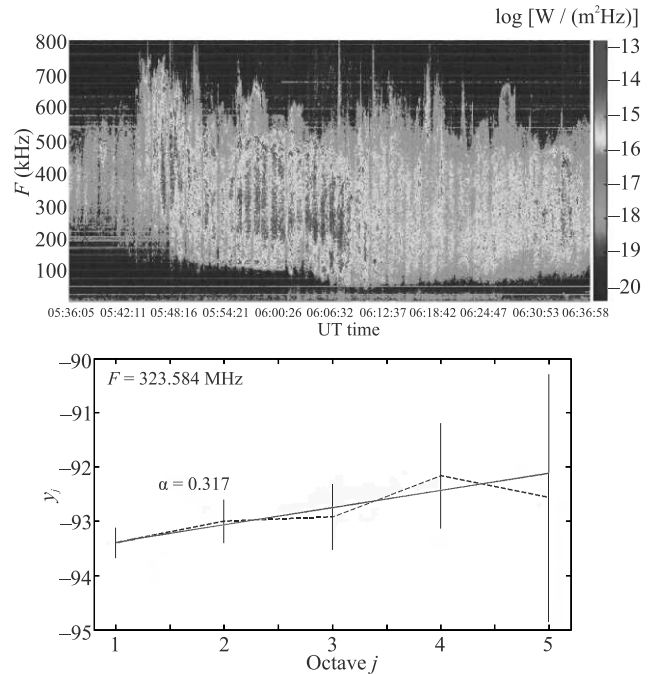 log [W / (m²Hz)]
800
700
600
500
400
300
200
100
F (kHz)
–13
–14
–15
–16
–17
–18
–19
–20
05:36:05 05:42:11 05:48:16 05:54:21 06:00:26 06:06:32 06:12:37 06:18:42 06:24:47 06:30:53 06:36:58
UT time
–90
–91
–92
–93
–94
–95
y_j
F = 323.584 MHz
α = 0.317
1 2 3 4 5
Octave j